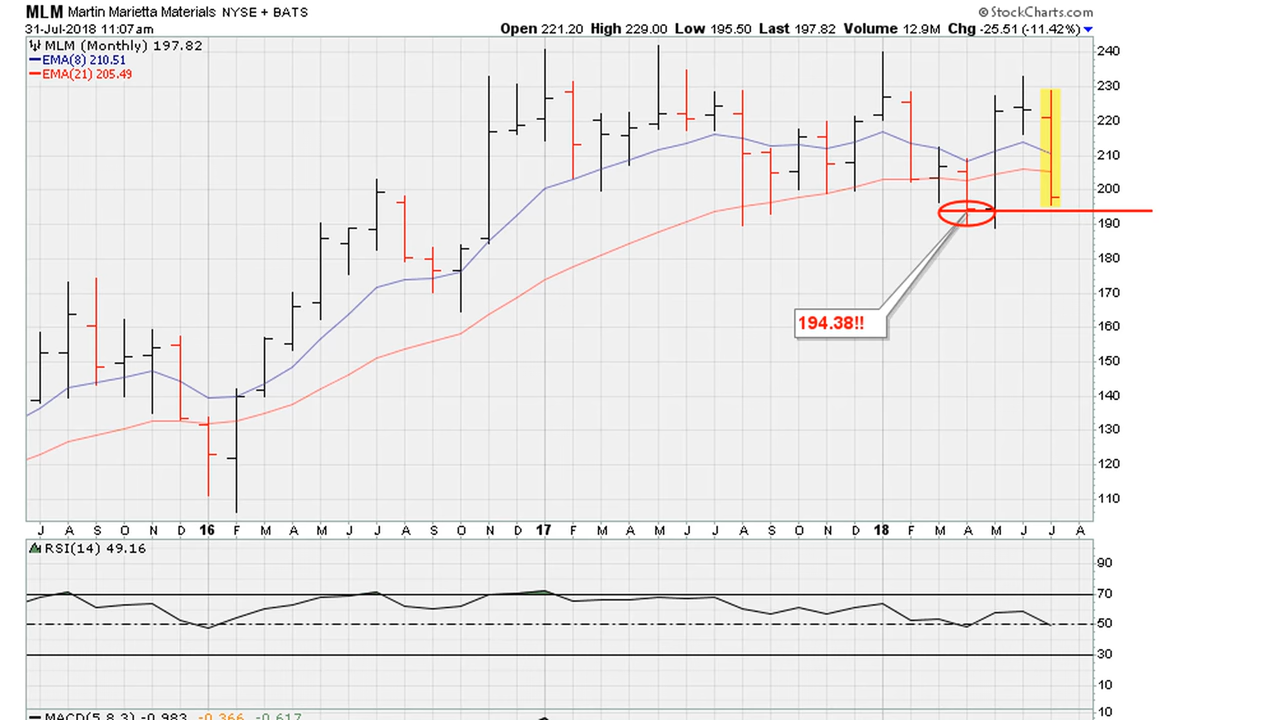 MLM Martin Marietta Materials NYSE + BATS
© StockCharts.com
31-Jul-2018 11:07am
Open 221.20 High 229.00 Low 195.50 Last 197.82 Volume 12.9M Chg -25.51 (-11.42%)
MLM (Monthly) 197.82
EMA(8) 210.51
EMA(21) 205.49
240
230
220
210
200
190
180
170
160
150
140
130
120
110
194.38!!
J A S O N D 16 F M A M J J A S O N D 17 F M A M J J A S O N D 18 F M A M J J A
RSI(14) 49.16
90
70
50
30
10
MACD(5,8,3) -0.983, -0.366, -0.617
10